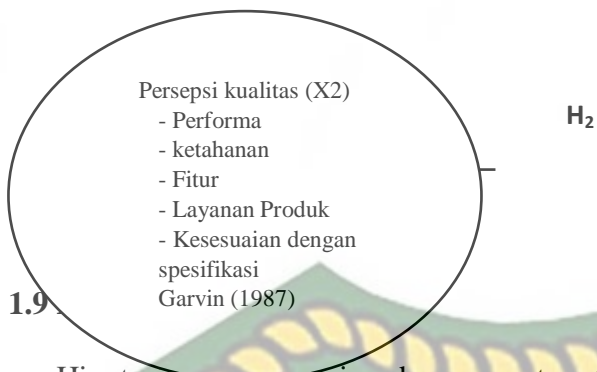 Persepsi kualitas (X2)
- Performa
- ketahanan
- Fitur
- Layanan Produk
- Kesesuaian dengan
spesifikasi
Garvin (1987)
H₂
1.9